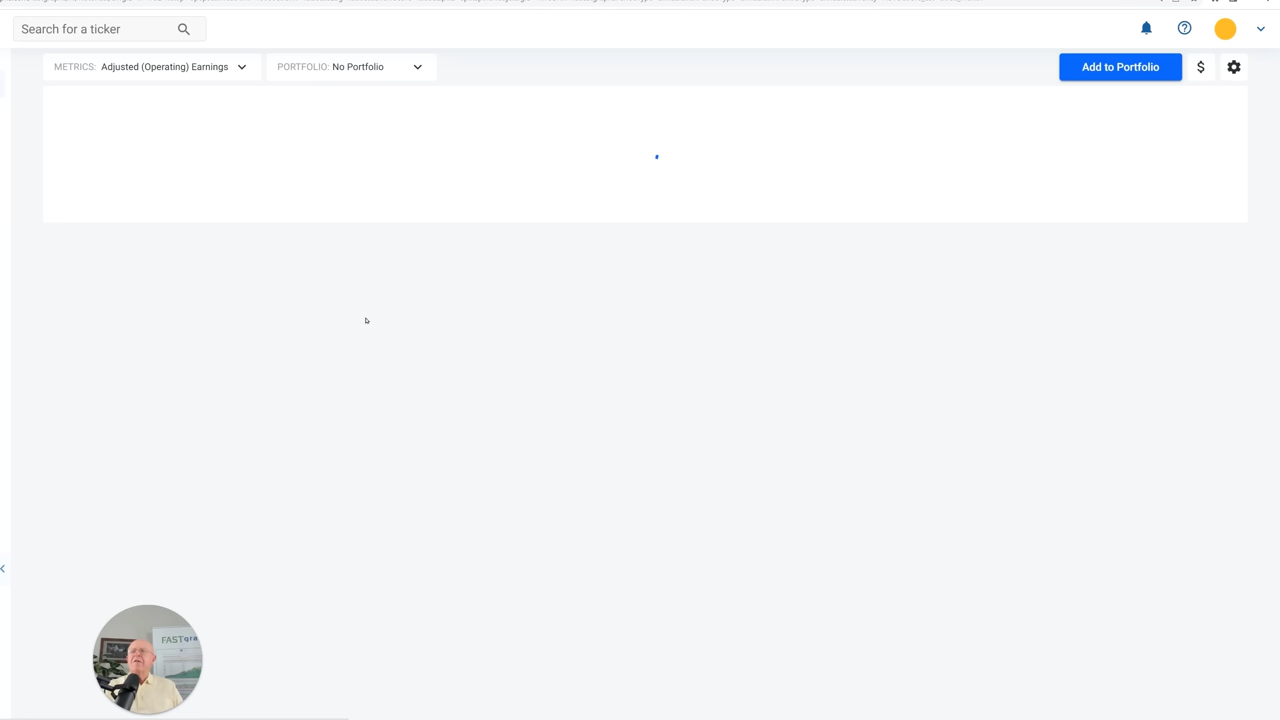 Search for a ticker
METRICS: Adjusted (Operating) Earnings
PORTFOLIO: No Portfolio
Add to Portfolio
$
FASTgra